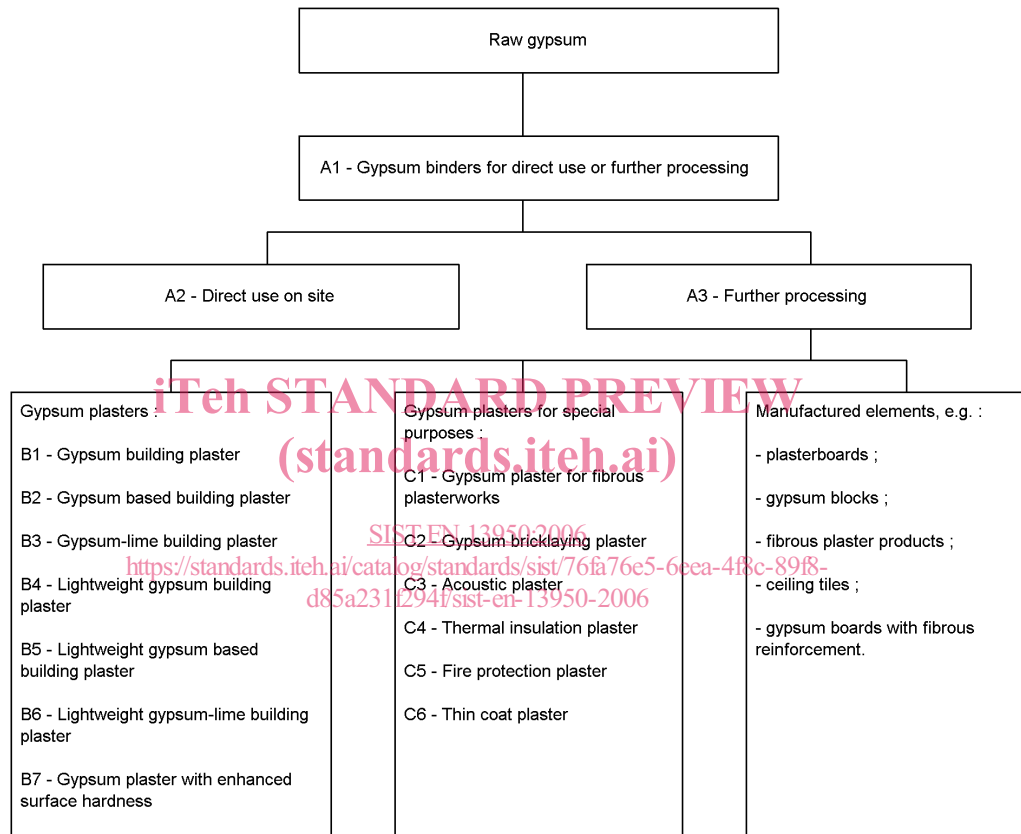 Raw gypsum
A1 - Gypsum binders for direct use or further processing
A2 - Direct use on site
A3 - Further processing
Gypsum plasters :
B1 - Gypsum building plaster
B2 - Gypsum based building plaster
B3 - Gypsum-lime building plaster
B4 - Lightweight gypsum building
plaster
B5 - Lightweight gypsum based
building plaster
B6 - Lightweight gypsum-lime building
plaster
B7 - Gypsum plaster with enhanced
surface hardness
Gypsum plasters for special
purposes :
C1 - Gypsum plaster for fibrous
plasterworks
C2 - Gypsum bricklaying plaster
C3 - Acoustic plaster
C4 - Thermal insulation plaster
C5 - Fire protection plaster
C6 - Thin coat plaster
Manufactured elements, e.g. :
- plasterboards ;
- gypsum blocks ;
- fibrous plaster products ;
- ceiling tiles ;
- gypsum boards with fibrous
reinforcement.
iTeh STANDARD PREVIEW
(standards.iteh.ai)
SIST EN 13950:2006
https://standards.iteh.ai/catalog/standards/sist/76fa76e5-6eea-4f8c-89f8-
d85a231f294f/sist-en-13950-2006